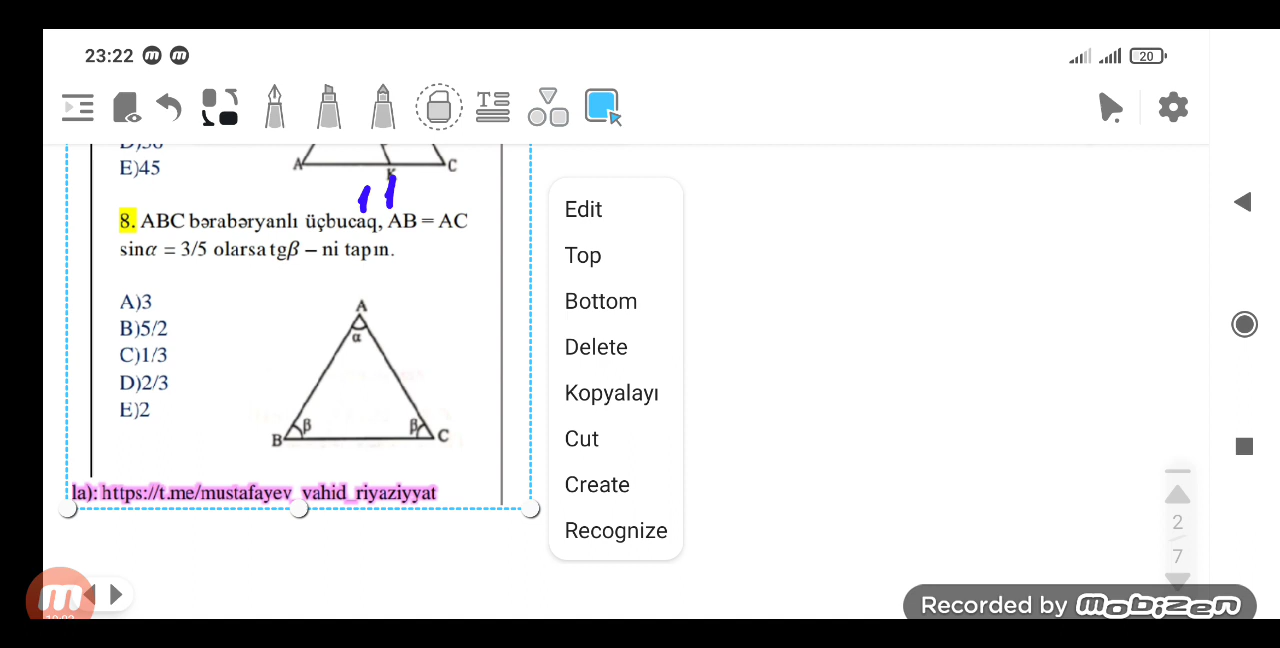 23:22
20
E)45
A
K
C
8. ABC bərabəryanlı üçbucaq, AB = AC
sinα = 3/5 olarsa tgβ – ni tapın.
A)3
B)5/2
C)1/3
D)2/3
E)2
A
α
B
β
β
C
la): https://t.me/mustafayev_vahid_riyaziyyat
Edit
Top
Bottom
Delete
Kopyalayı
Cut
Create
Recognize
2
7
Recorded by mobizen